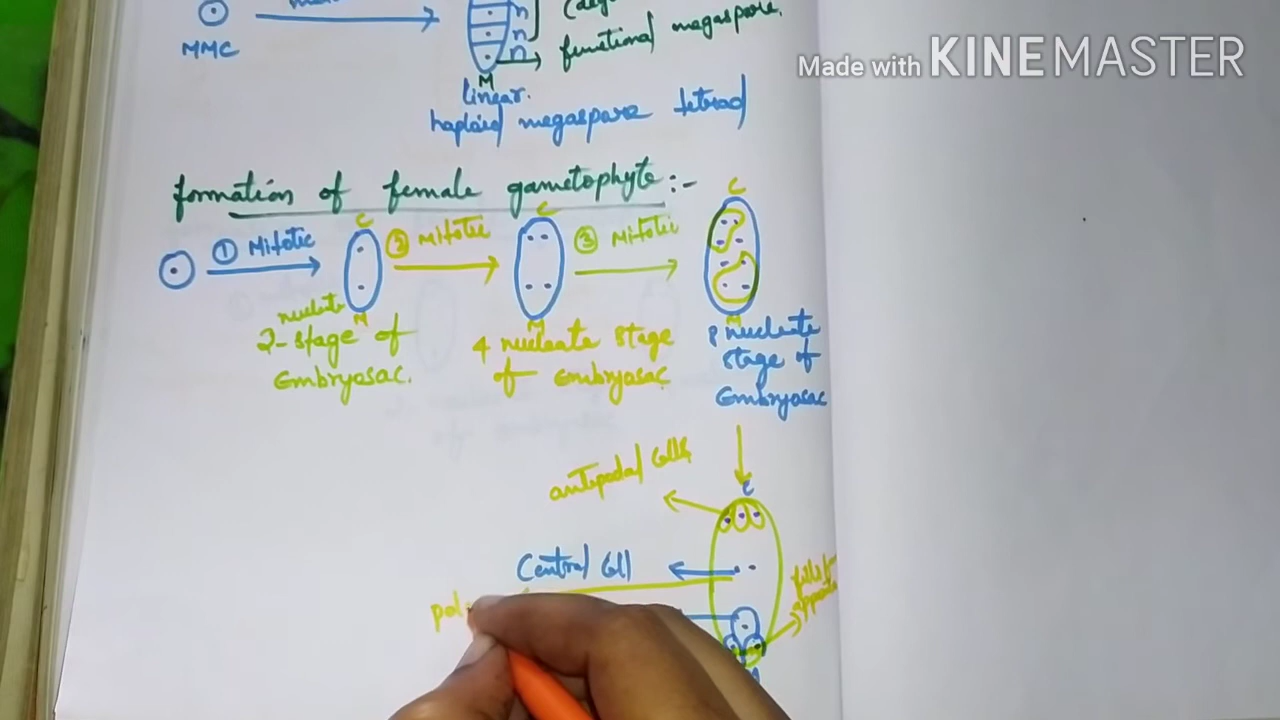 Made with KINEMASTER
MMC
n
n
n
functional megaspore.
M
linear.
haploid megaspore tetrad
formation of female gametophyte :-
① Mitotic
C
② Mitotic
C
③ Mitotic
C
M
M
M
nucleate
2-stage of
Embryosac.
4 nucleate stage
of embryosac
8 nucleate
stage of
Embryosac
antipodal cells
C
Central Cell
pol